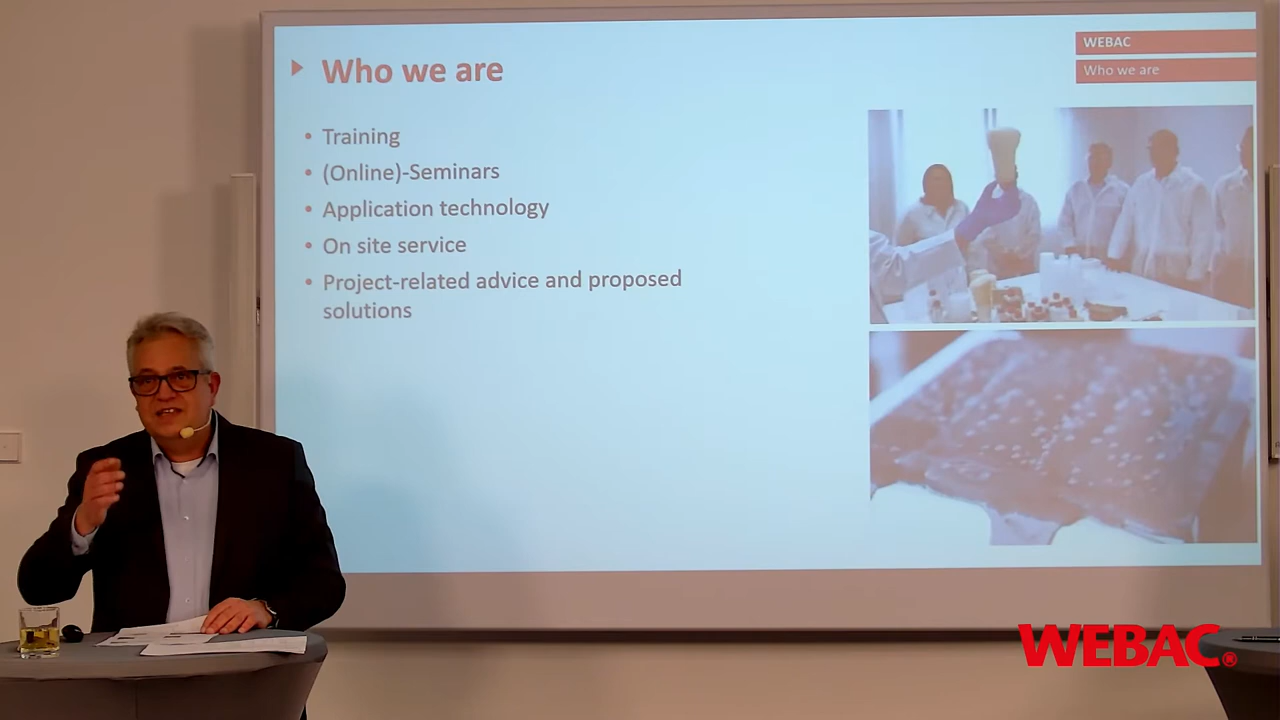 Who we are
WEBAC
Who we are
• Training
• (Online)-Seminars
• Application technology
• On site service
• Project-related advice and proposed
solutions
WEBAC®